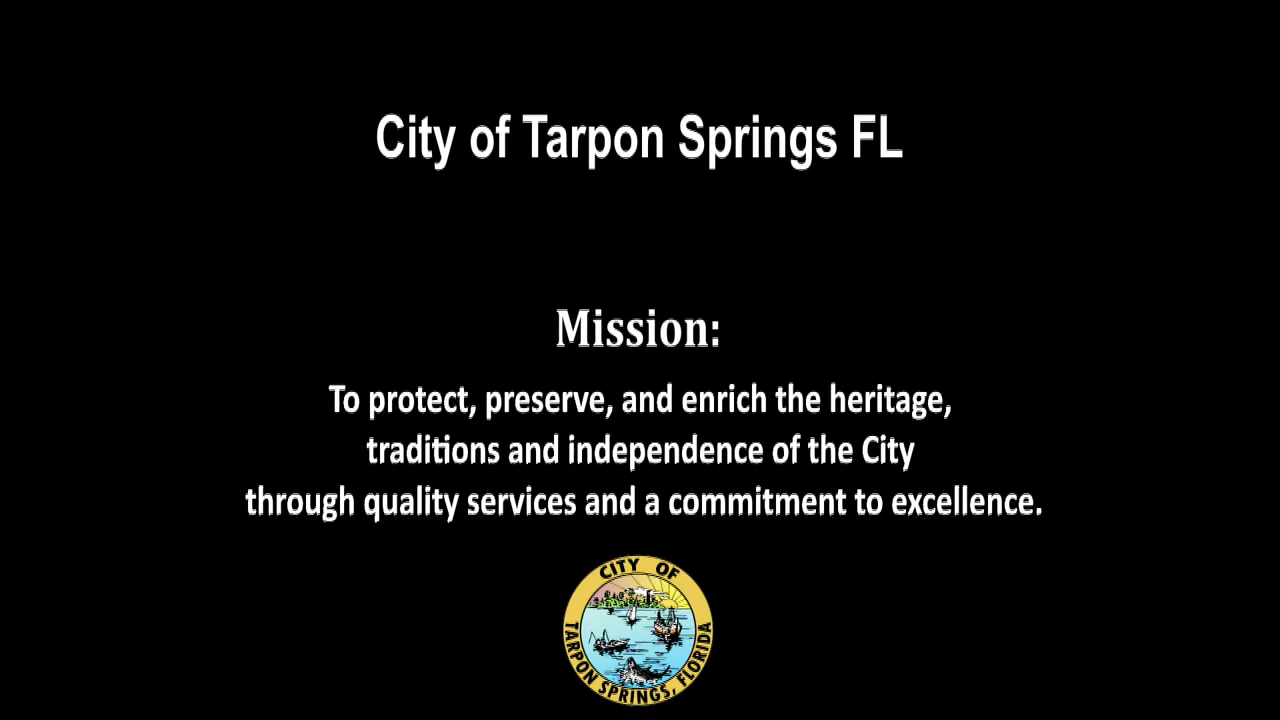 City of Tarpon Springs FL
Mission:
To protect, preserve, and enrich the heritage,
traditions and independence of the City
through quality services and a commitment to excellence.
CITY OF
TARPON SPRINGS, FLORIDA